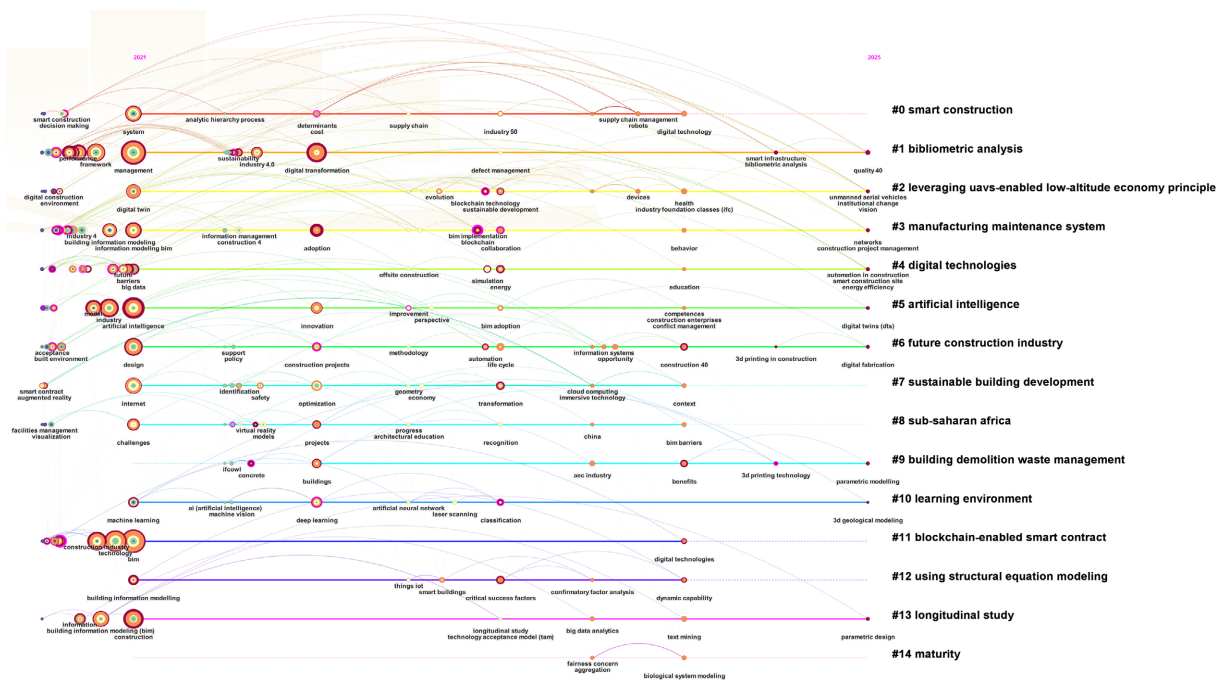 2021 2025
#0 smart construction
smart construction
decision making
system
analytic hierarchy process
determinants
cost
supply chain
industry 50
supply chain management
robots
digital technology
#1 bibliometric analysis
performance
framework
management
sustainability
industry 4.0
digital transformation
defect management
smart infrastructure
bibliometric analysis
quality 40
#2 leveraging uavs-enabled low-altitude economy principle
digital construction
environment
digital twin
evolution
blockchain technology
sustainable development
devices
health
industry foundation classes (ifc)
unmanned aerial vehicles
institutional change
vision
#3 manufacturing maintenance system
industry 4
building information modeling
information modeling bim
information management
construction 4
adoption
bim implementation
blockchain
collaboration
behavior
networks
construction project management
#4 digital technologies
future
barriers
big data
offsite construction
simulation
energy
education
automation in construction
smart construction site
energy efficiency
#5 artificial intelligence
model
industry
artificial intelligence
innovation
improvement
perspective
bim adoption
competences
construction enterprises
conflict management
digital twins (dts)
#6 future construction industry
acceptance
built environment
design
support
policy
construction projects
methodology
automation
life cycle
information systems
opportunity
construction 40
3d printing in construction
digital fabrication
#7 sustainable building development
smart contract
augmented reality
internet
identification
safety
optimization
geometry
economy
transformation
cloud computing
immersive technology
context
#8 sub-saharan africa
facilities management
visualization
challenges
virtual reality
models
projects
progress
architectural education
recognition
china
bim barriers
#9 building demolition waste management
ifcowl
concrete
buildings
aec industry
benefits
3d printing technology
parametric modelling
#10 learning environment
machine learning
ai (artificial intelligence)
machine vision
deep learning
artificial neural network
laser scanning
classification
3d geological modeling
#11 blockchain-enabled smart contract
construction industry
technology
bim
digital technologies
#12 using structural equation modeling
building information modelling
things iot
smart buildings
critical success factors
confirmatory factor analysis
dynamic capability
#13 longitudinal study
information
building information modeling (bim)
construction
longitudinal study
technology acceptance model (tam)
big data analytics
text mining
parametric design
#14 maturity
fairness concern
aggregation
biological system modeling